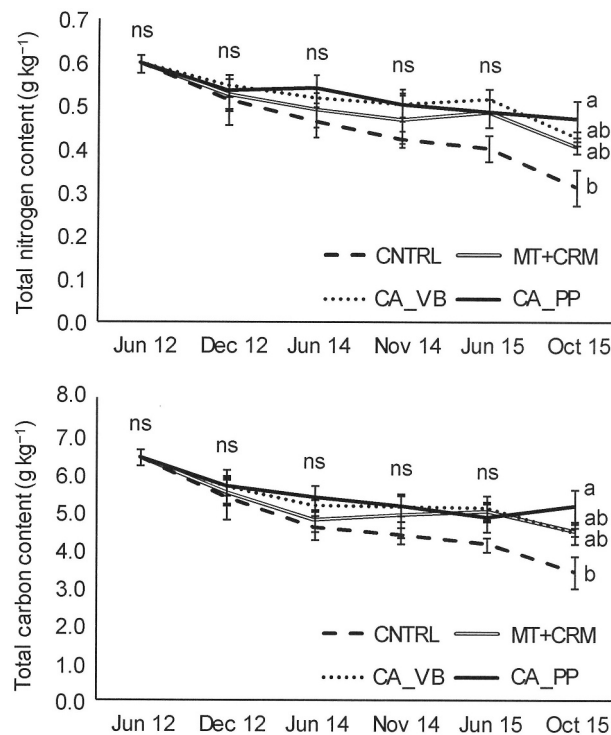 Total nitrogen content (g kg⁻¹)
0.7
0.6
0.5
0.4
0.3
0.2
0.1
0.0
ns
ns
ns
ns
ns
a
ab
ab
b
CNTRL
MT+CRM
CA_VB
CA_PP
Jun 12
Dec 12
Jun 14
Nov 14
Jun 15
Oct 15
Total carbon content (g kg⁻¹)
8.0
7.0
6.0
5.0
4.0
3.0
2.0
1.0
0.0
ns
ns
ns
ns
ns
a
ab
ab
b
CNTRL
MT+CRM
CA_VB
CA_PP
Jun 12
Dec 12
Jun 14
Nov 14
Jun 15
Oct 15